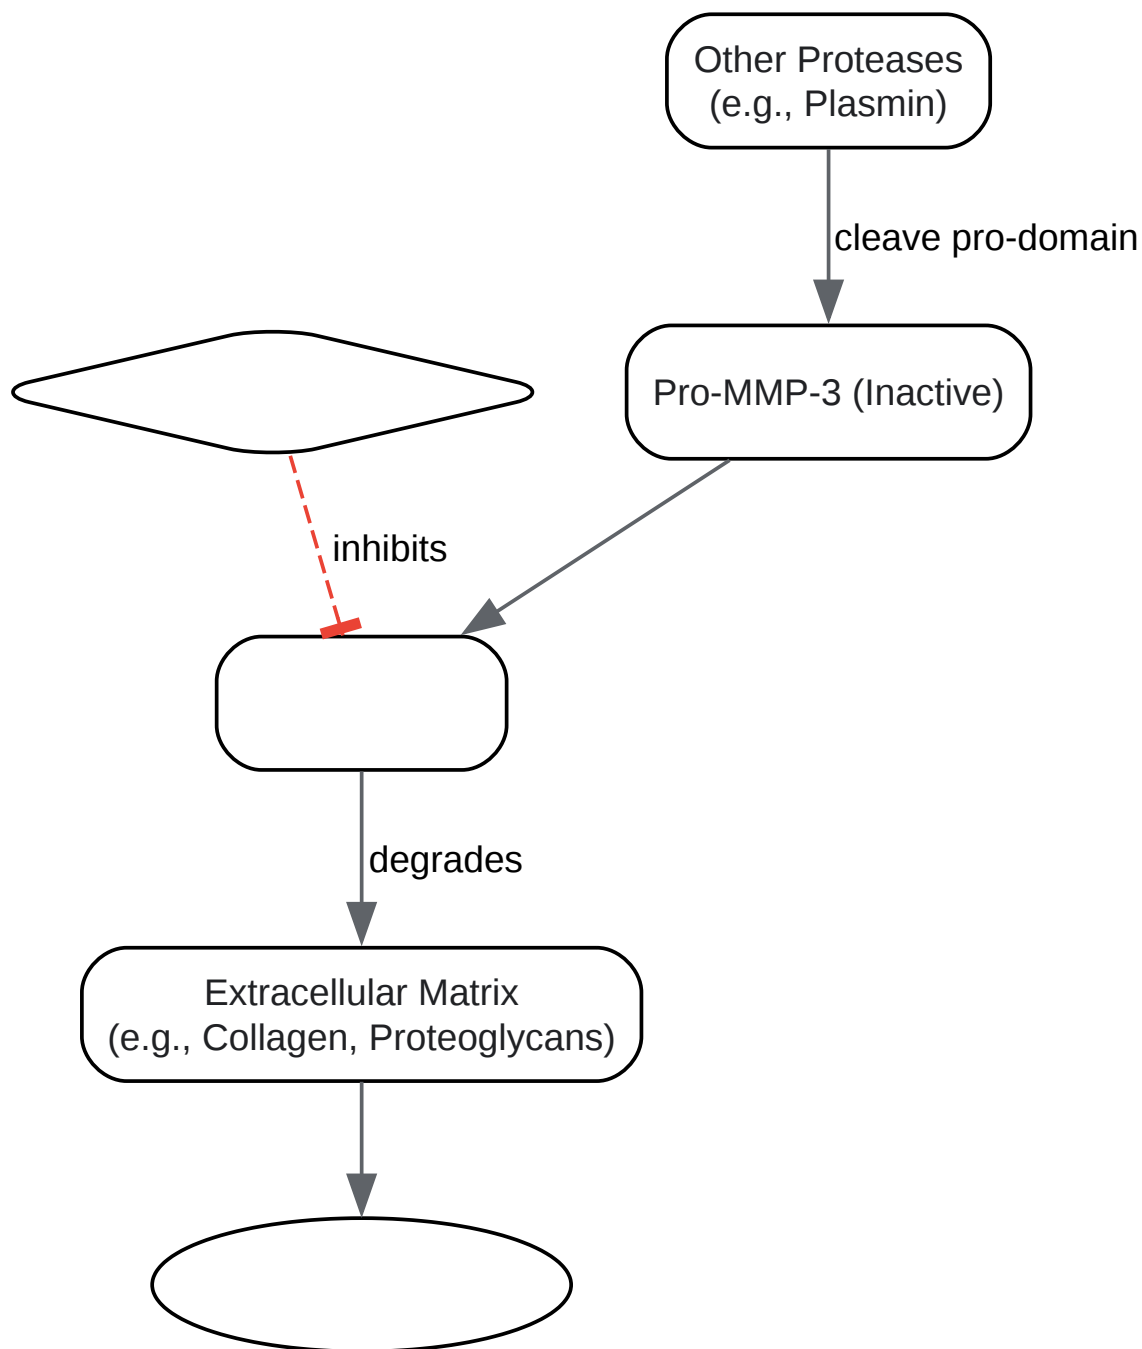 Other Proteases
(e.g., Plasmin)
cleave pro-domain
Pro-MMP-3 (Inactive)
inhibits
degrades
Extracellular Matrix
(e.g., Collagen, Proteoglycans)